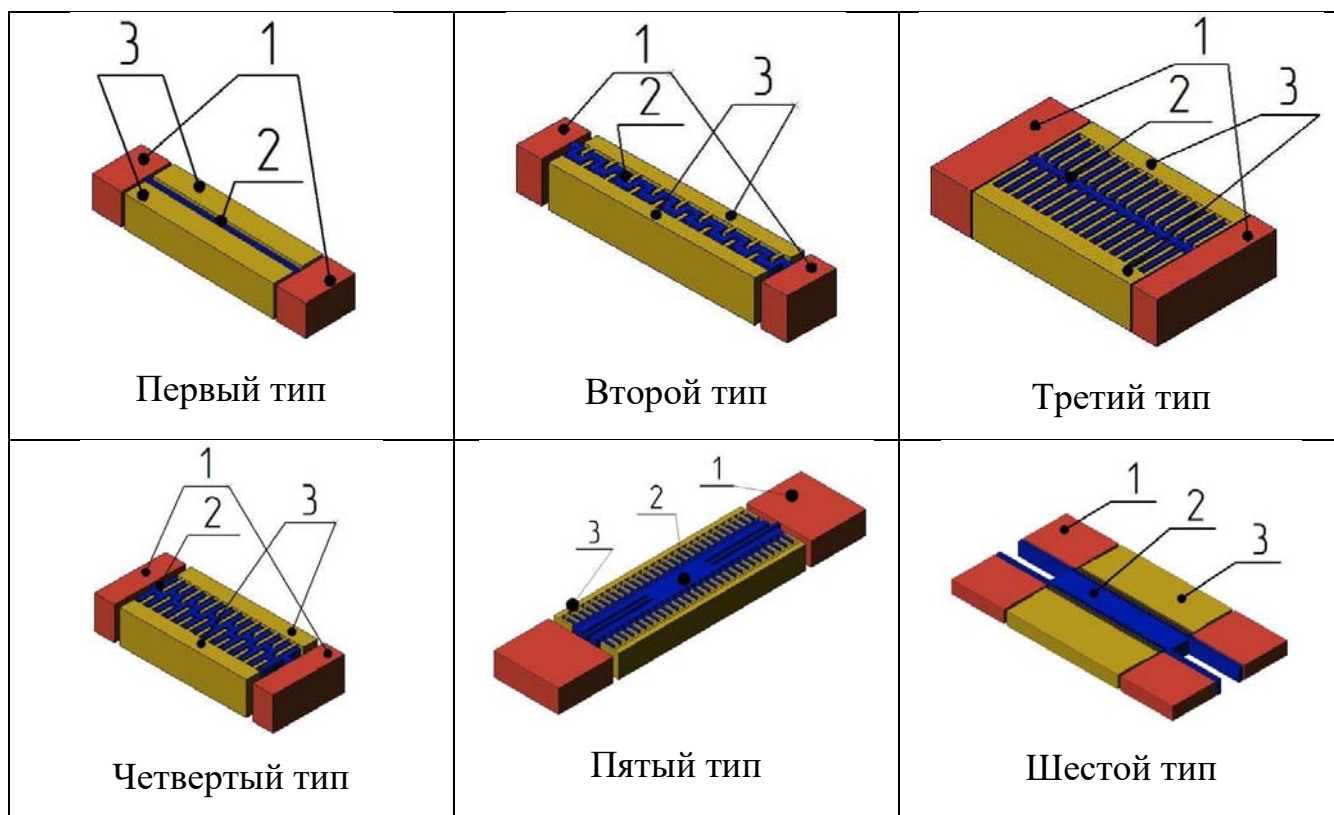 3 1
2
Первый тип
1
2 3
Второй тип
1
2
3
Третий тип
1
2 3
Четвертый тип
1
2
3
Пятый тип
1
2
3
Шестой тип